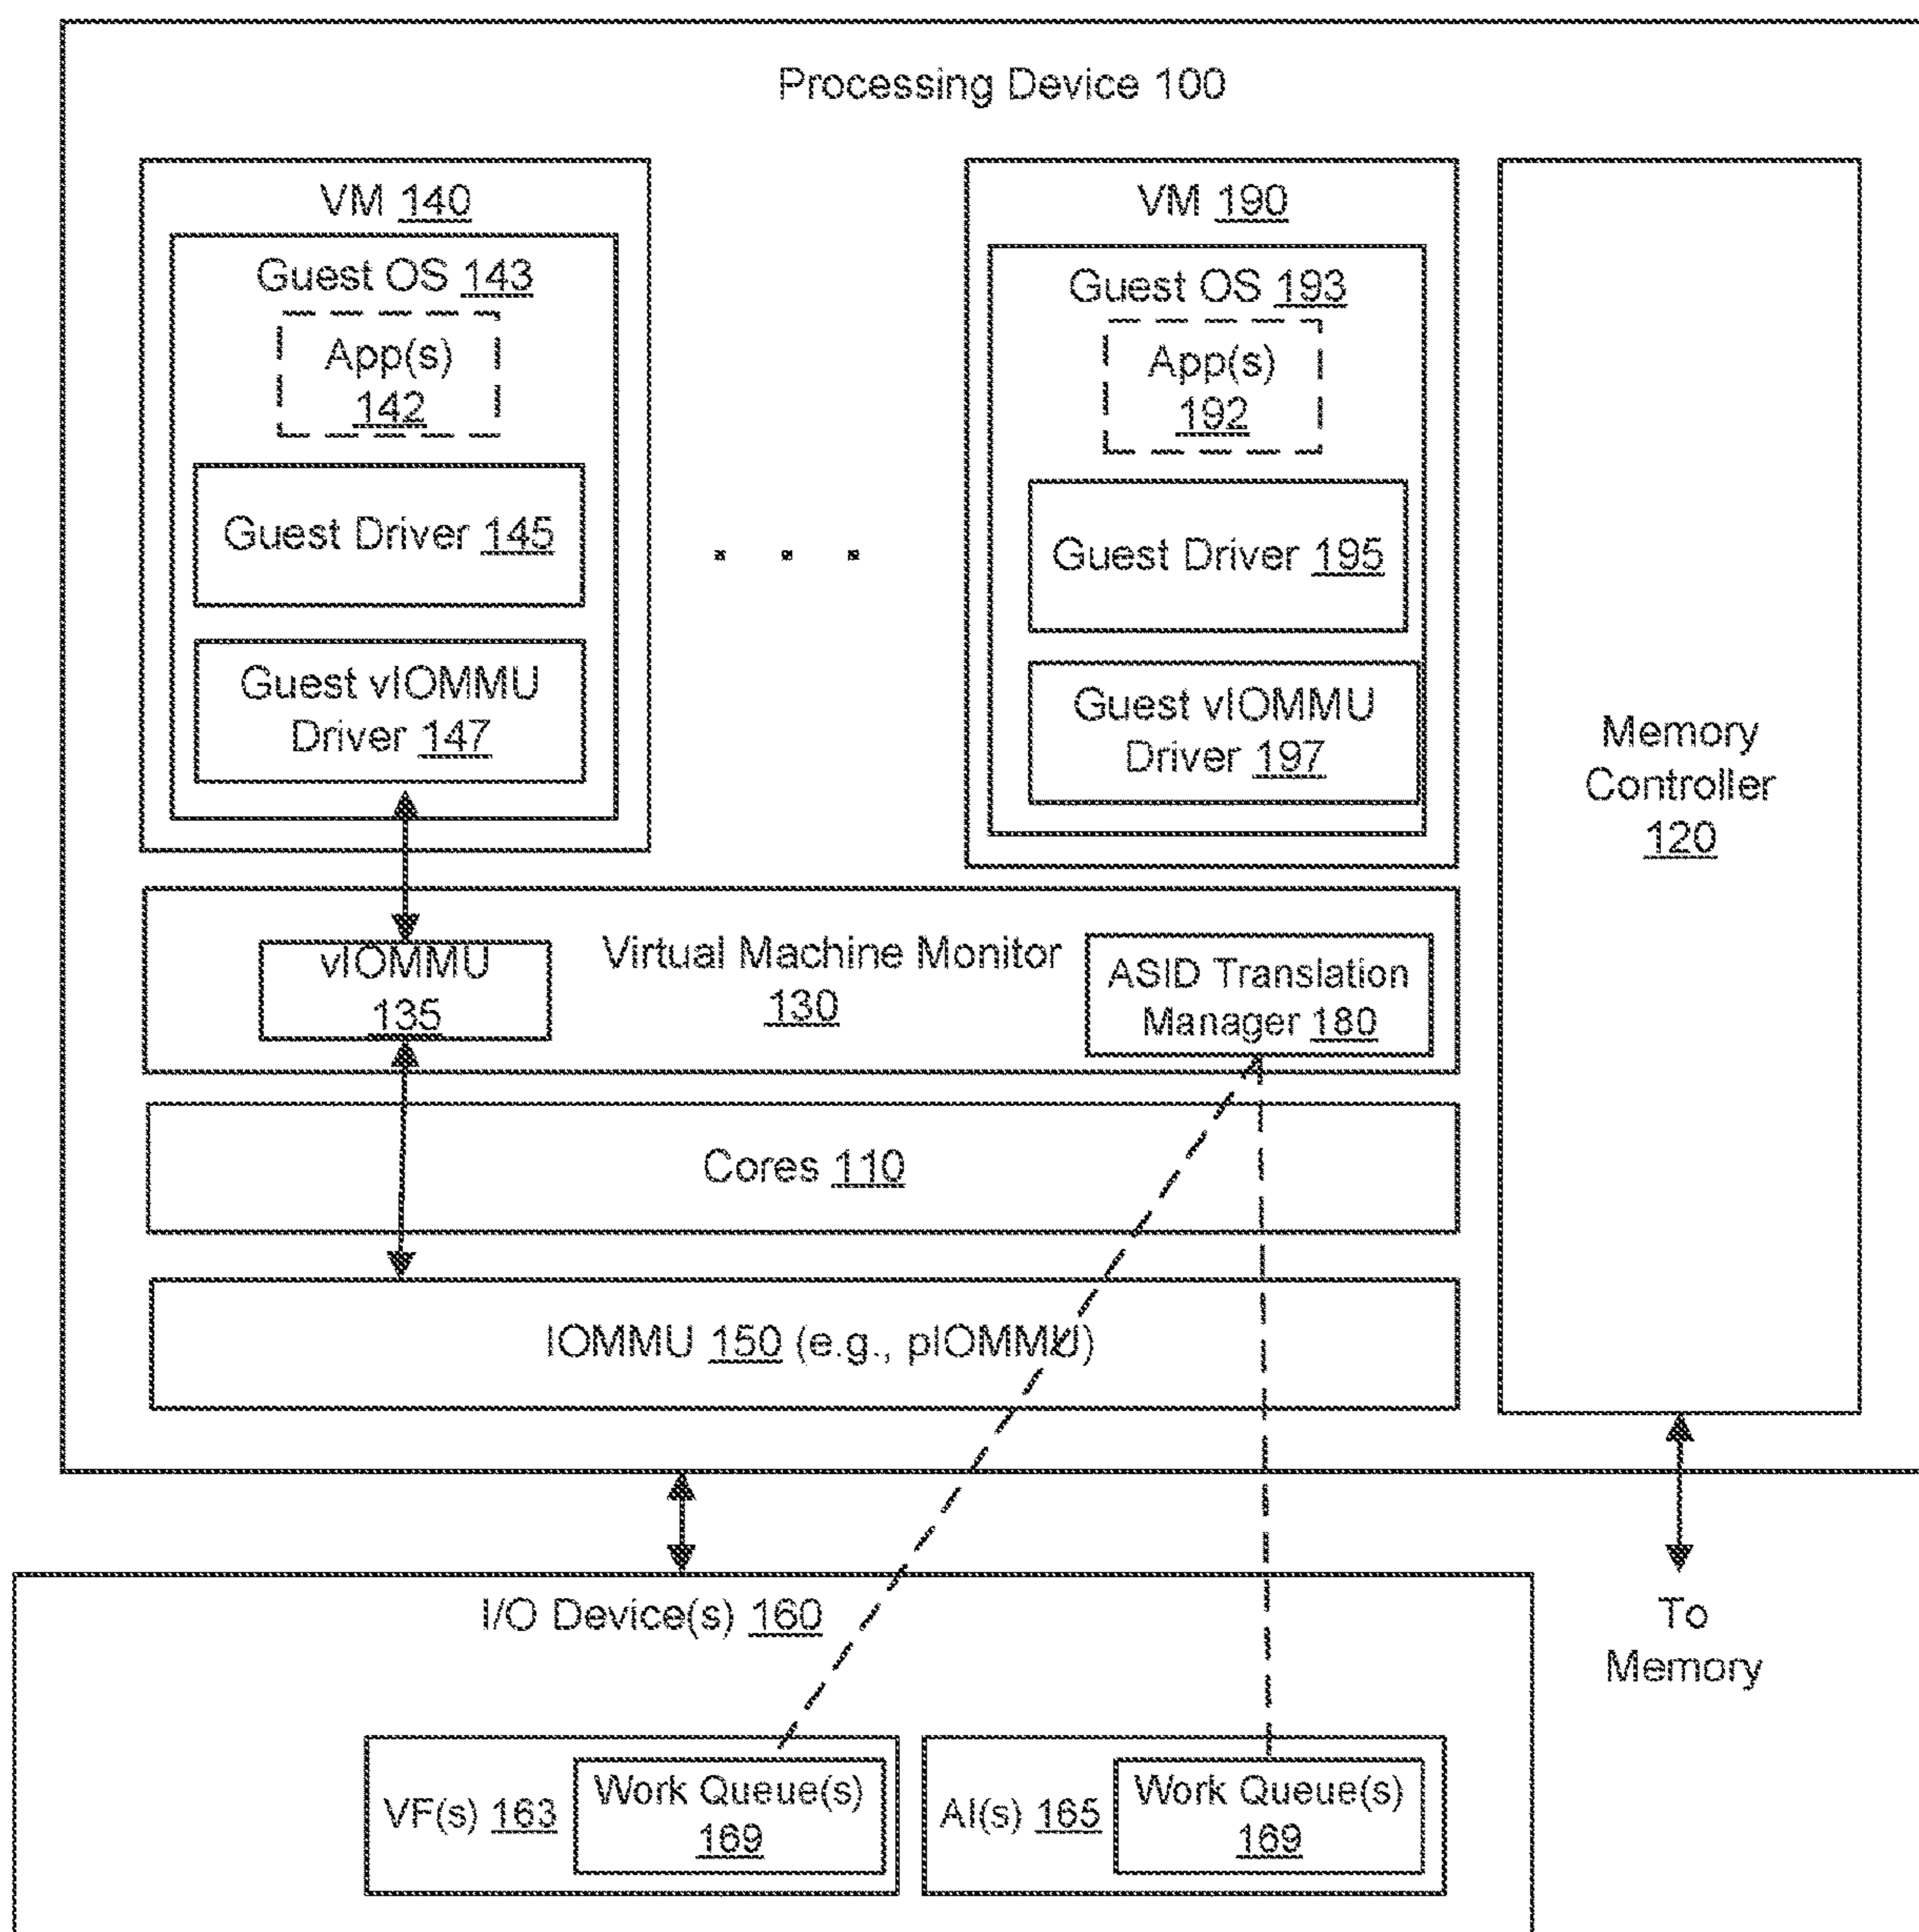 Processing Device 100
VM 140
Guest OS 143
App(s)
142
Guest Driver 145
Guest vIOMMU
Driver 147
. . .
VM 190
Guest OS 193
App(s)
192
Guest Driver 195
Guest vIOMMU
Driver 197
Memory
Controller
120
vIOMMU
135
Virtual Machine Monitor
130
ASID Translation
Manager 180
Cores 110
IOMMU 150 (e.g., pIOMMU)
I/O Device(s) 160
To
Memory
VF(s) 163
Work Queue(s)
169
AI(s) 165
Work Queue(s)
169